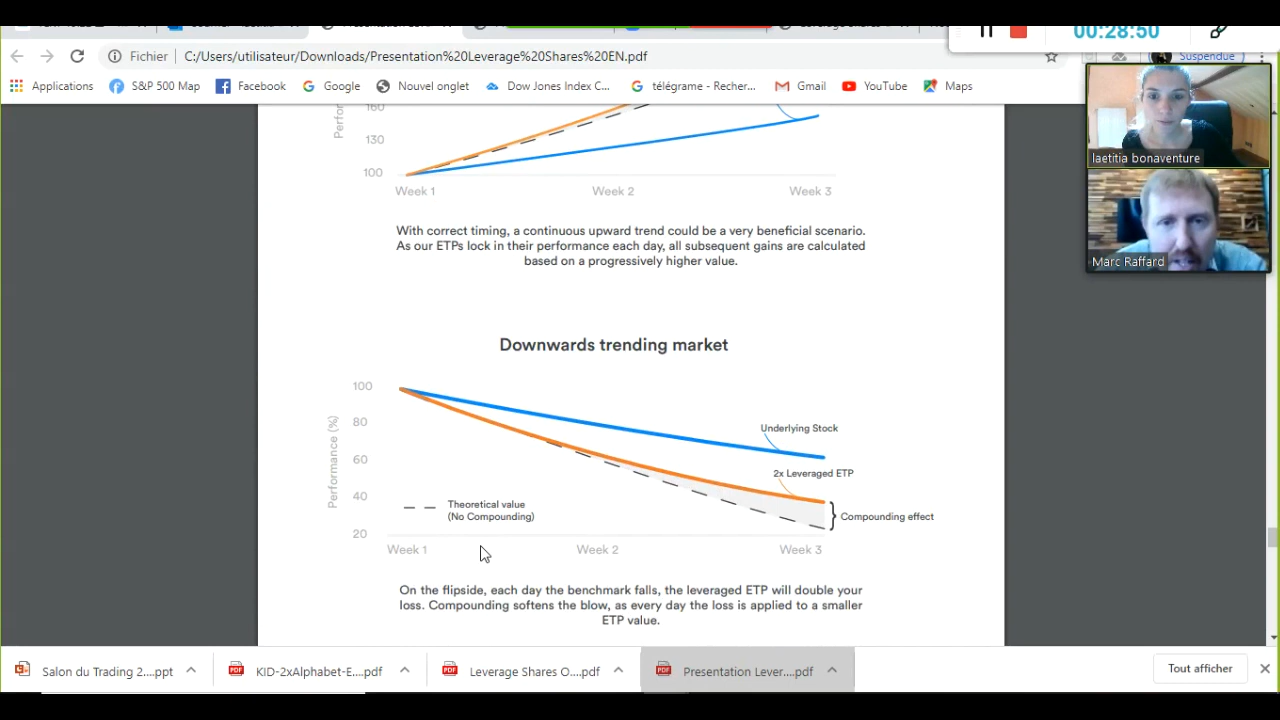 00:28:50
Fichier C:/Users/utilisateur/Downloads/Presentation%20Leverage%20Shares%20EN.pdf
Suspendue
Applications S&P 500 Map Facebook Google Nouvel onglet Dow Jones Index C... télégrame - Recher... Gmail YouTube Maps
laetitia bonaventure
Marc Raffard
160
130
100
Week 1 Week 2 Week 3
With correct timing, a continuous upward trend could be a very beneficial scenario.
As our ETPs lock in their performance each day, all subsequent gains are calculated
based on a progressively higher value.
Downwards trending market
Performance (%)
100
80
60
40
20
Underlying Stock
2x Leveraged ETP
Theoretical value
(No Compounding)
Compounding effect
Week 1 Week 2 Week 3
On the flipside, each day the benchmark falls, the leveraged ETP will double your
loss. Compounding softens the blow, as every day the loss is applied to a smaller
ETP value.
Salon du Trading 2....ppt KID-2xAlphabet-E....pdf Leverage Shares O....pdf Presentation Lever....pdf Tout afficher